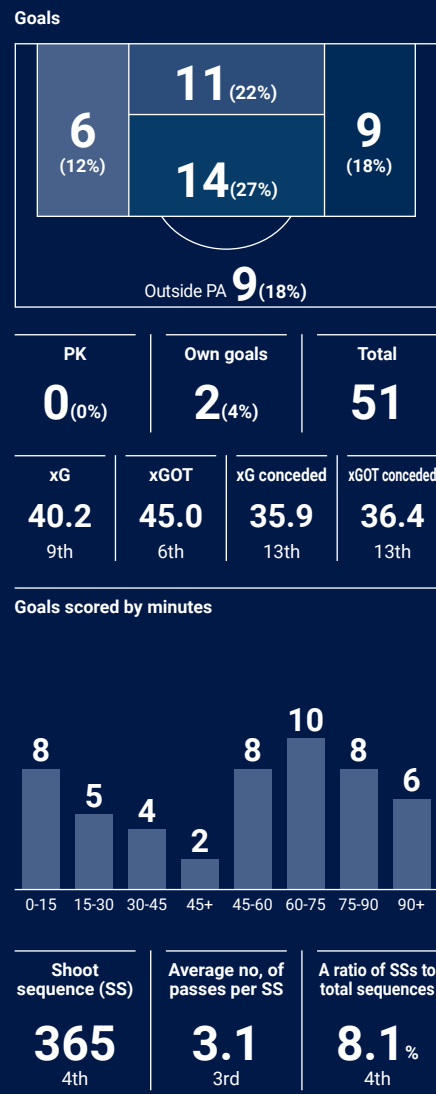 Goals
11(22%)
6
(12%)
9
(18%)
14(27%)
Outside PA 9(18%)
PK
Own goals
Total
0(0%)
2(4%)
51
xG
xGOT
xG conceded
xGOT conceded
40.2
45.0
35.9
36.4
9th
6th
13th
13th
Goals scored by minutes
8
5
4
2
8
10
8
6
0-15 15-30 30-45 45+ 45-60 60-75 75-90 90+
Shoot
sequence (SS)
Average no, of
passes per SS
A ratio of SSs to
total sequences
365
3.1
8.1%
4th
3rd
4th